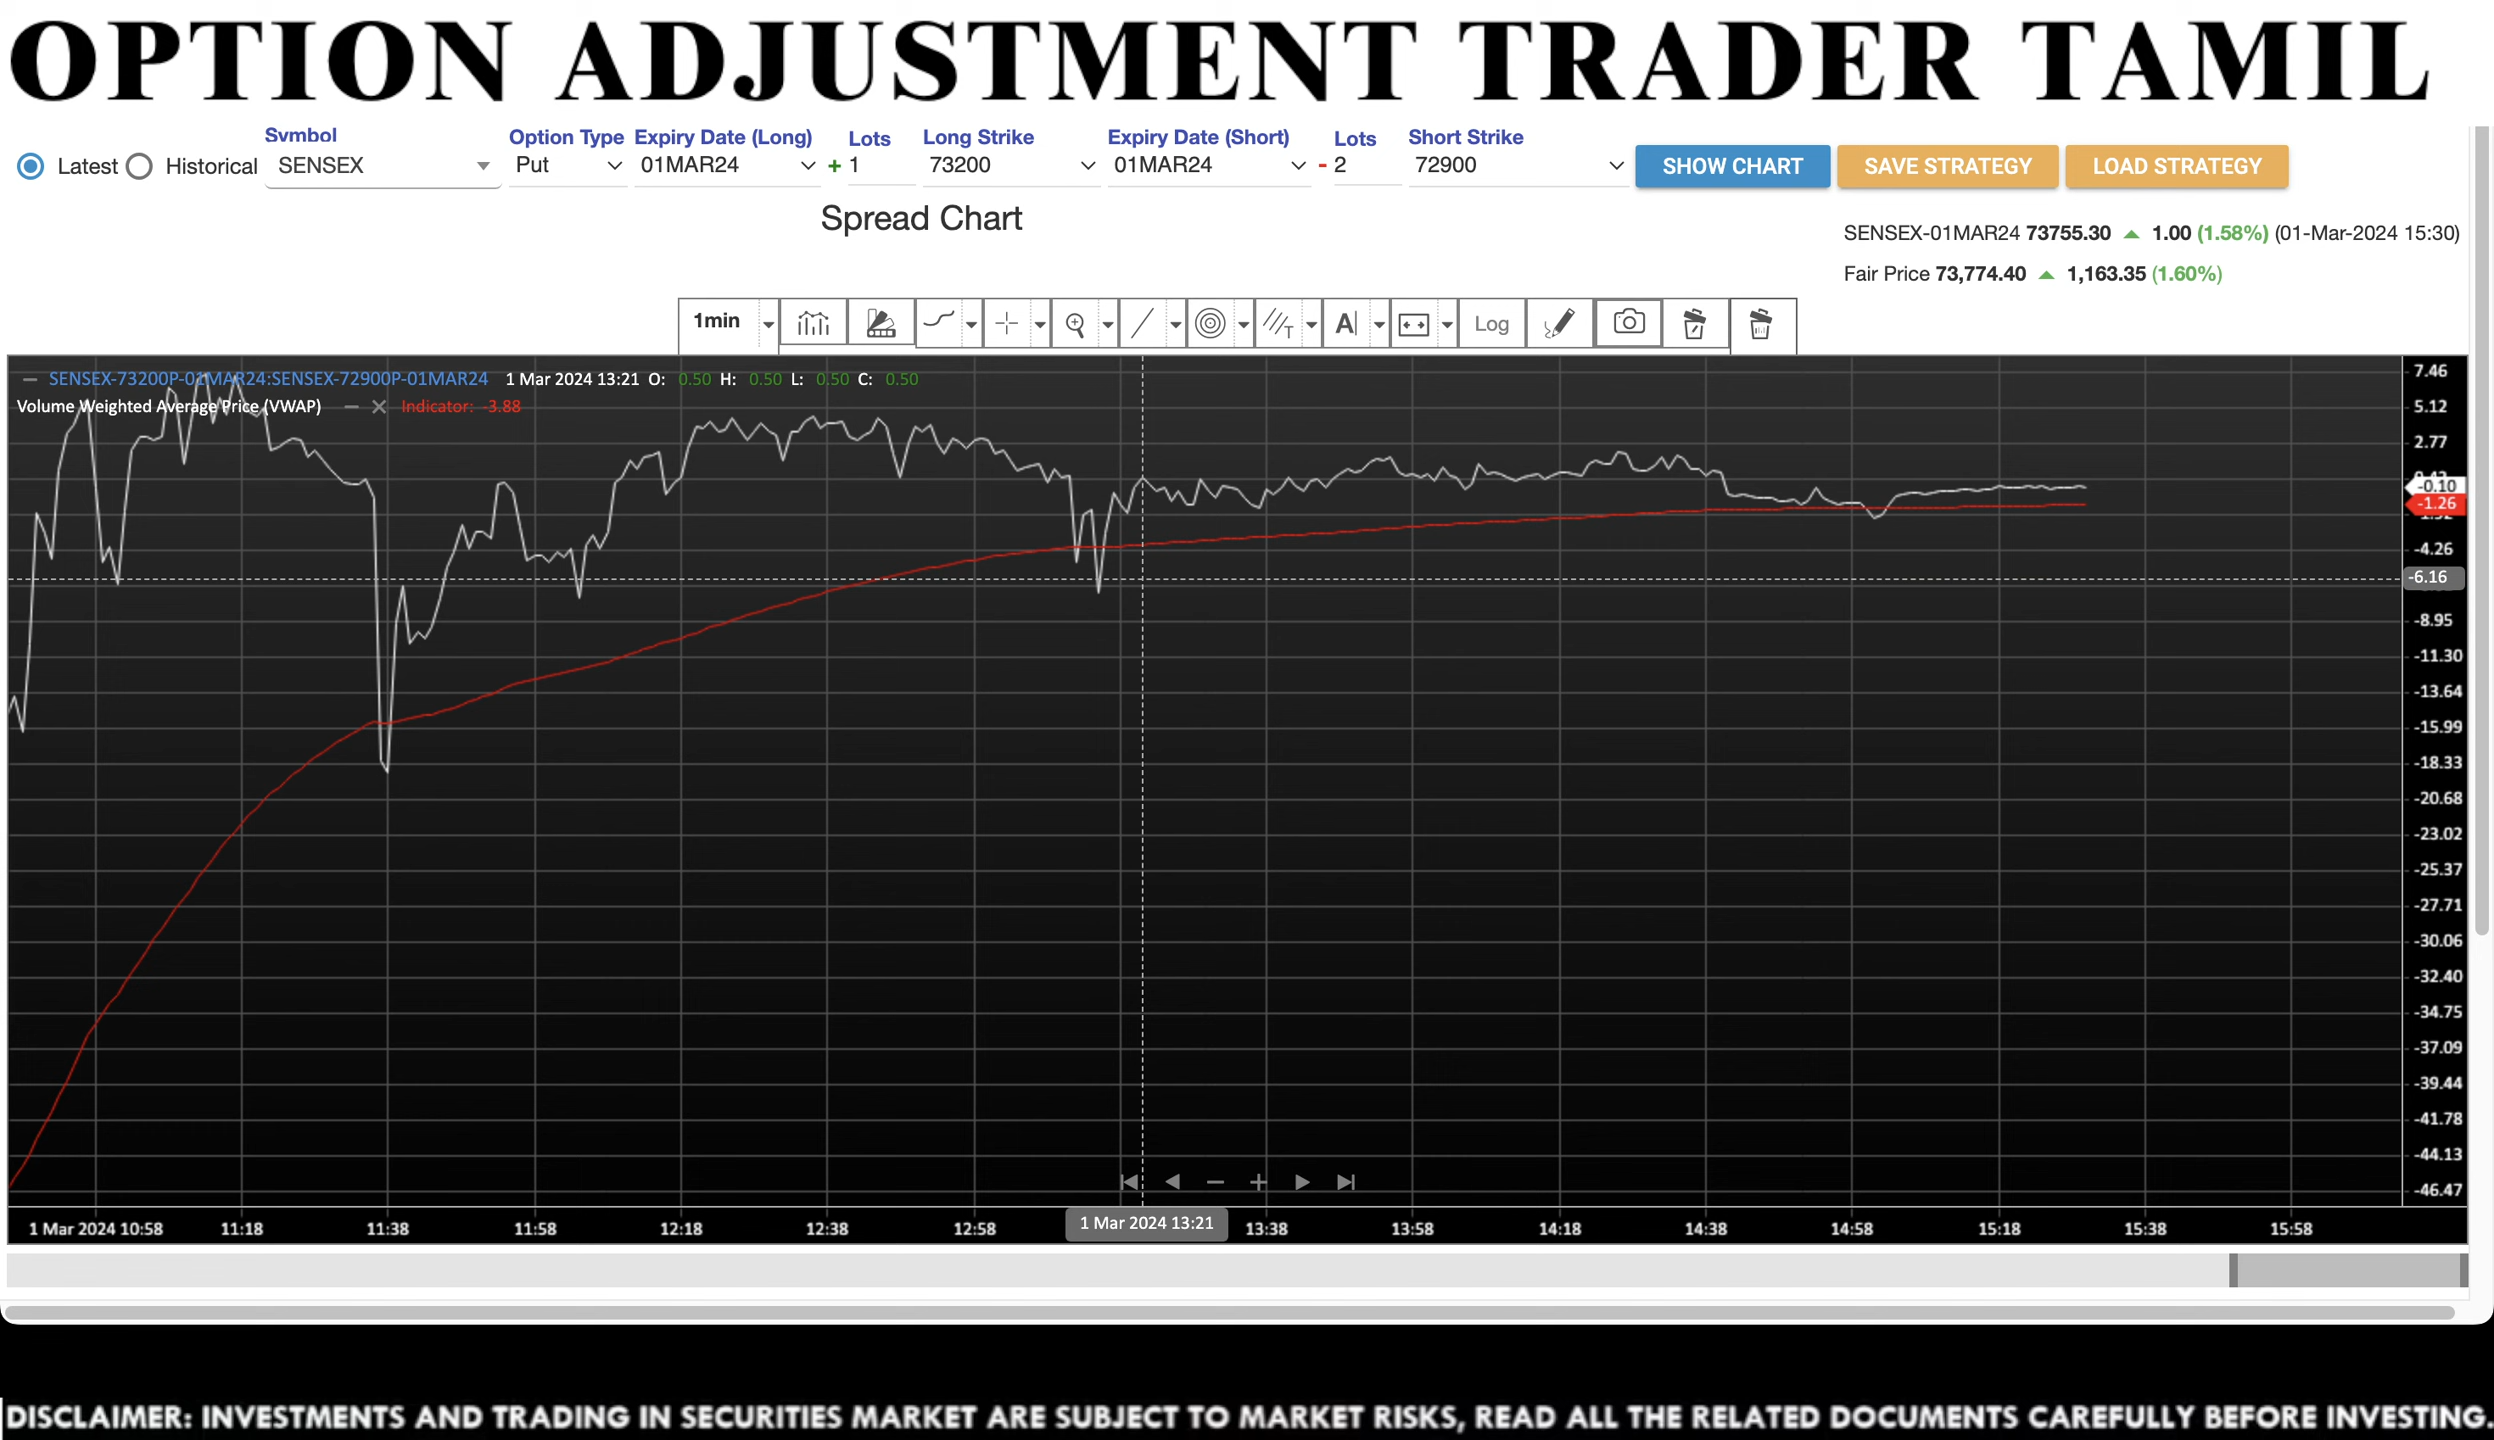 OPTION ADJUSTMENT TRADER TAMIL
Symbol Option Type Expiry Date (Long) Lots Long Strike Expiry Date (Short) Lots Short Strike
Latest Historical SENSEX Put 01MAR24 + 1 73200 01MAR24 - 2 72900 SHOW CHART SAVE STRATEGY LOAD STRATEGY
Spread Chart
SENSEX-01MAR24 73755.30 ▲ 1.00 (1.58%) (01-Mar-2024 15:30)
Fair Price 73,774.40 ▲ 1,163.35 (1.60%)
1min Log
SENSEX-73200P-01MAR24:SENSEX-72900P-01MAR24 1 Mar 2024 13:21 O: 0.50 H: 0.50 L: 0.50 C: 0.50
Volume Weighted Average Price (VWAP) Indicator: -3.88
7.46
5.12
2.77
-0.10
-1.26
-4.26
-6.16
-8.95
-11.30
-13.64
-15.99
-18.33
-20.68
-23.02
-25.37
-27.71
-30.06
-32.40
-34.75
-37.09
-39.44
-41.78
-44.13
-46.47
1 Mar 2024 10:58 11:18 11:38 11:58 12:18 12:38 12:58 1 Mar 2024 13:21 13:38 13:58 14:18 14:38 14:58 15:18 15:38 15:58
DISCLAIMER: INVESTMENTS AND TRADING IN SECURITIES MARKET ARE SUBJECT TO MARKET RISKS, READ ALL THE RELATED DOCUMENTS CAREFULLY BEFORE INVESTING.